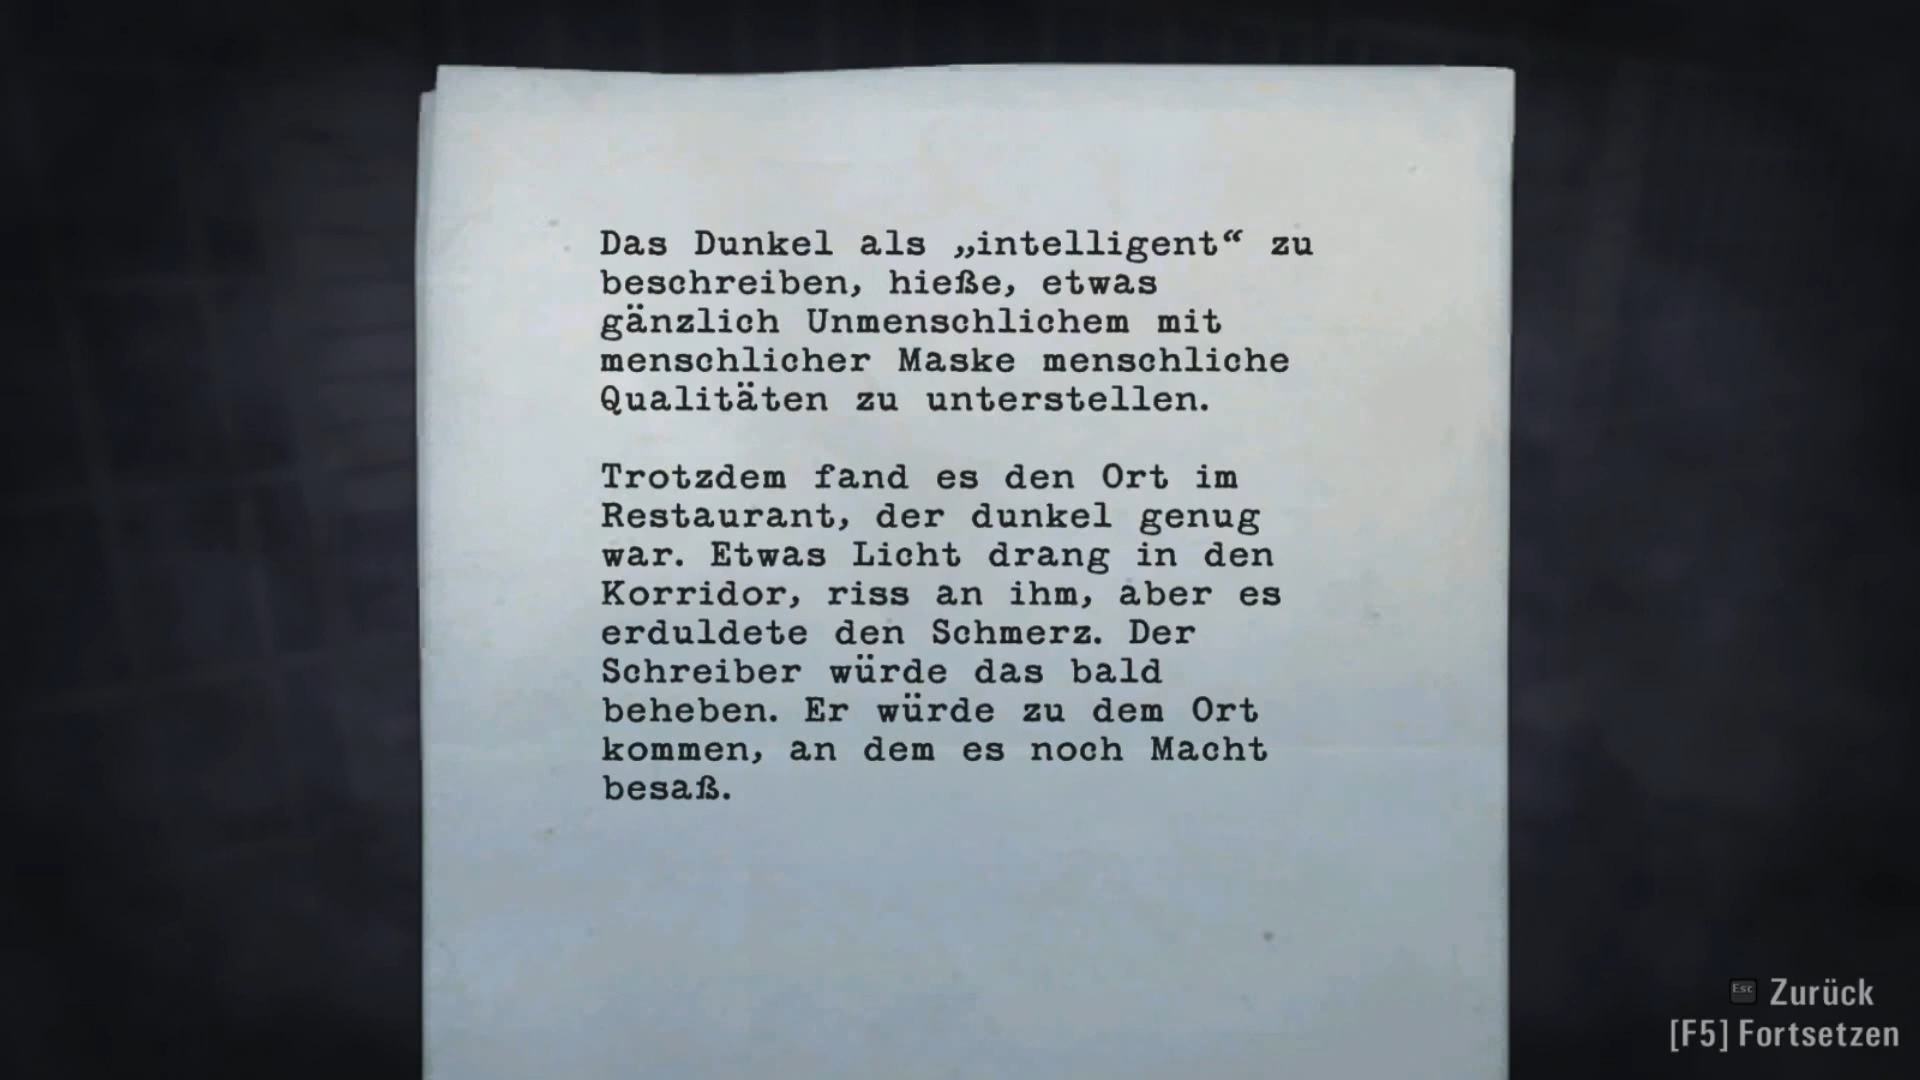 Das Dunkel als „intelligent“ zu
beschreiben, hieße, etwas
gänzlich Unmenschlichem mit
menschlicher Maske menschliche
Qualitäten zu unterstellen.
Trotzdem fand es den Ort im
Restaurant, der dunkel genug
war. Etwas Licht drang in den
Korridor, riss an ihm, aber es
erduldete den Schmerz. Der
Schreiber würde das bald
beheben. Er würde zu dem Ort
kommen, an dem es noch Macht
besaß.
Esc Zurück
[F5] Fortsetzen